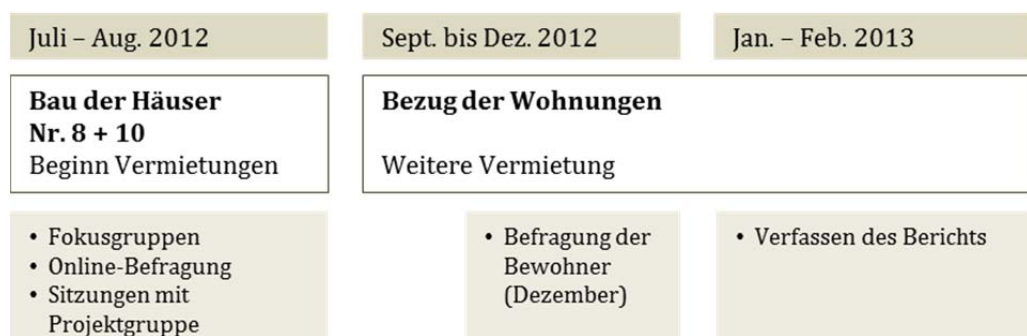 Juli – Aug. 2012
Sept. bis Dez. 2012
Jan. – Feb. 2013
Bau der Häuser
Nr. 8 + 10
Beginn Vermietungen
Bezug der Wohnungen
Weitere Vermietung
• Fokusgruppen
• Online-Befragung
• Sitzungen mit
Projektgruppe
• Befragung der
Bewohner
(Dezember)
• Verfassen des Berichts